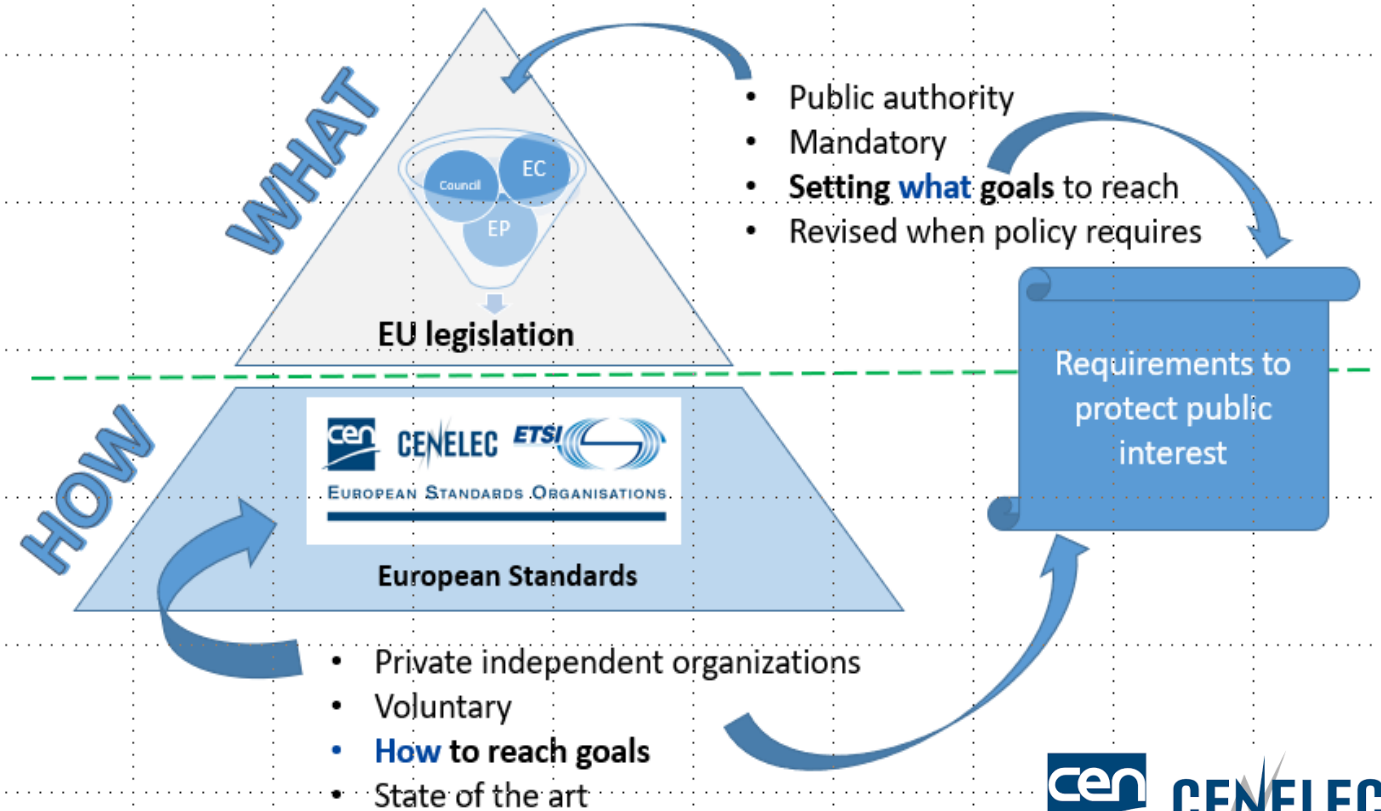 WHAT
Council
EC
EP
EU legislation
• Public authority
• Mandatory
• Setting what goals to reach
• Revised when policy requires
Requirements to
protect public
interest
HOW
cen CENELEC ETSI
EUROPEAN STANDARDS ORGANISATIONS
European Standards
• Private independent organizations
• Voluntary
• How to reach goals
• State of the art
cen CENELEC